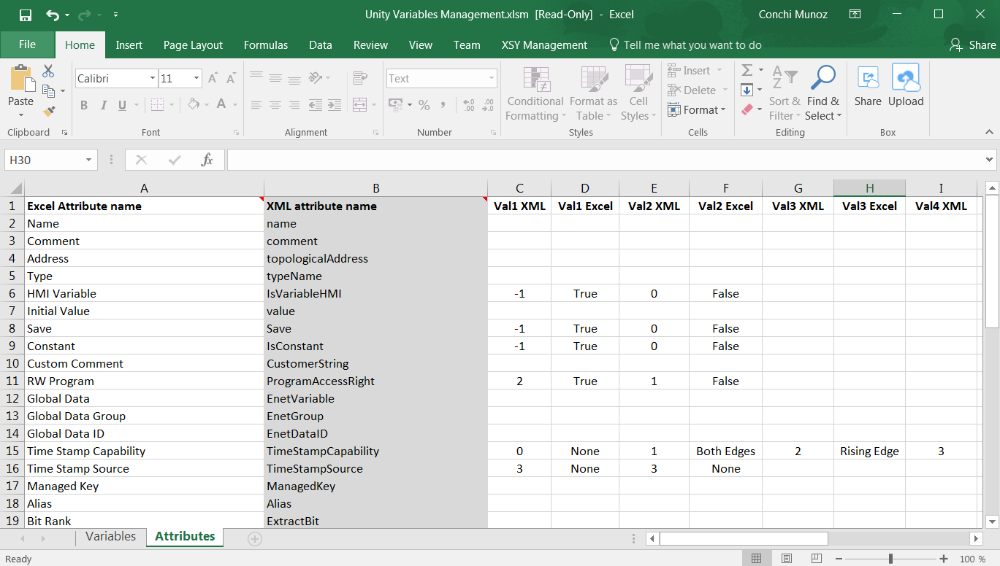 Unity Variables Management.xlsm [Read-Only] - Excel Conchi Munoz
File Home Insert Page Layout Formulas Data Review View Team XSY Management Tell me what you want to do Share
Calibri 11 Text Insert
Delete
Format
Paste B I U A % , Conditional Formatting Format as Table Cell Styles Sort & Filter Find & Select Share Upload
Clipboard Font Alignment Number Styles Cells Editing Box
H30 fx
A B C D E F G H I
1 Excel Attribute name XML attribute name Val1 XML Val1 Excel Val2 XML Val2 Excel Val3 XML Val3 Excel Val4 XML
2 Name name
3 Comment comment
4 Address topologicalAddress
5 Type typeName
6 HMI Variable IsVariableHMI -1 True 0 False
7 Initial Value value
8 Save Save -1 True 0 False
9 Constant IsConstant -1 True 0 False
10 Custom Comment CustomerString
11 RW Program ProgramAccessRight 2 True 1 False
12 Global Data EnetVariable
13 Global Data Group EnetGroup
14 Global Data ID EnetDataID
15 Time Stamp Capability TimeStampCapability 0 None 1 Both Edges 2 Rising Edge 3
16 Time Stamp Source TimeStampSource 3 None 3 None
17 Managed Key ManagedKey
18 Alias Alias
19 Bit Rank ExtractBit
Variables Attributes
Ready 100 %